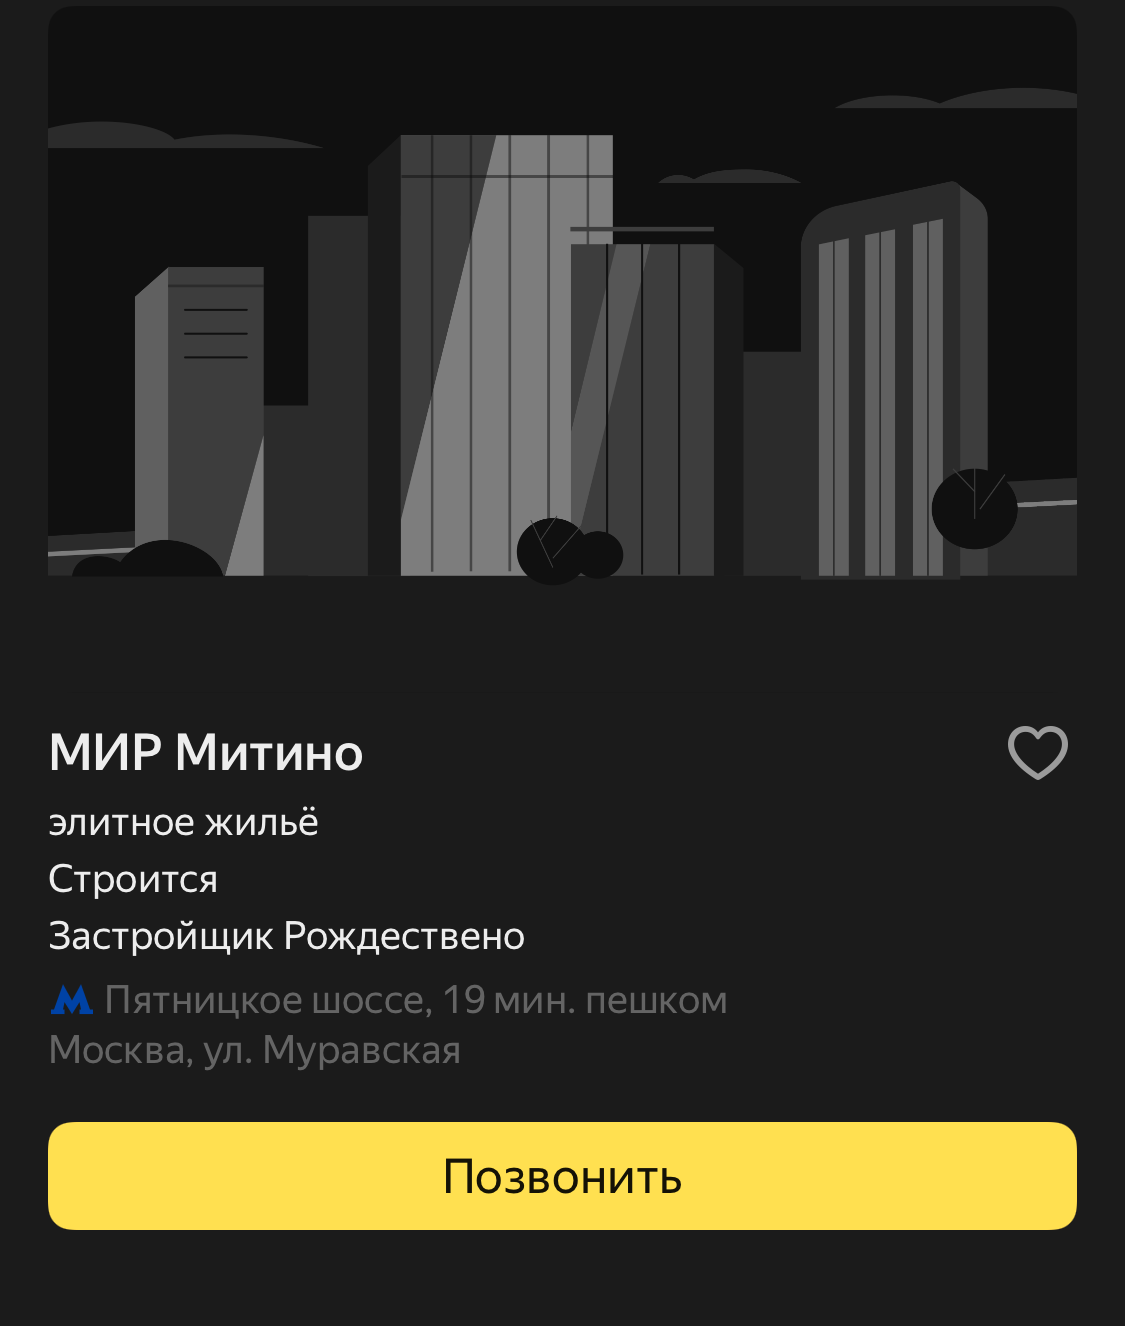 МИР Митино
элитное жильё
Строится
Застройщик Рождествено
Пятницкое шоссе, 19 мин. пешком
Москва, ул. Муравская
Позвонить